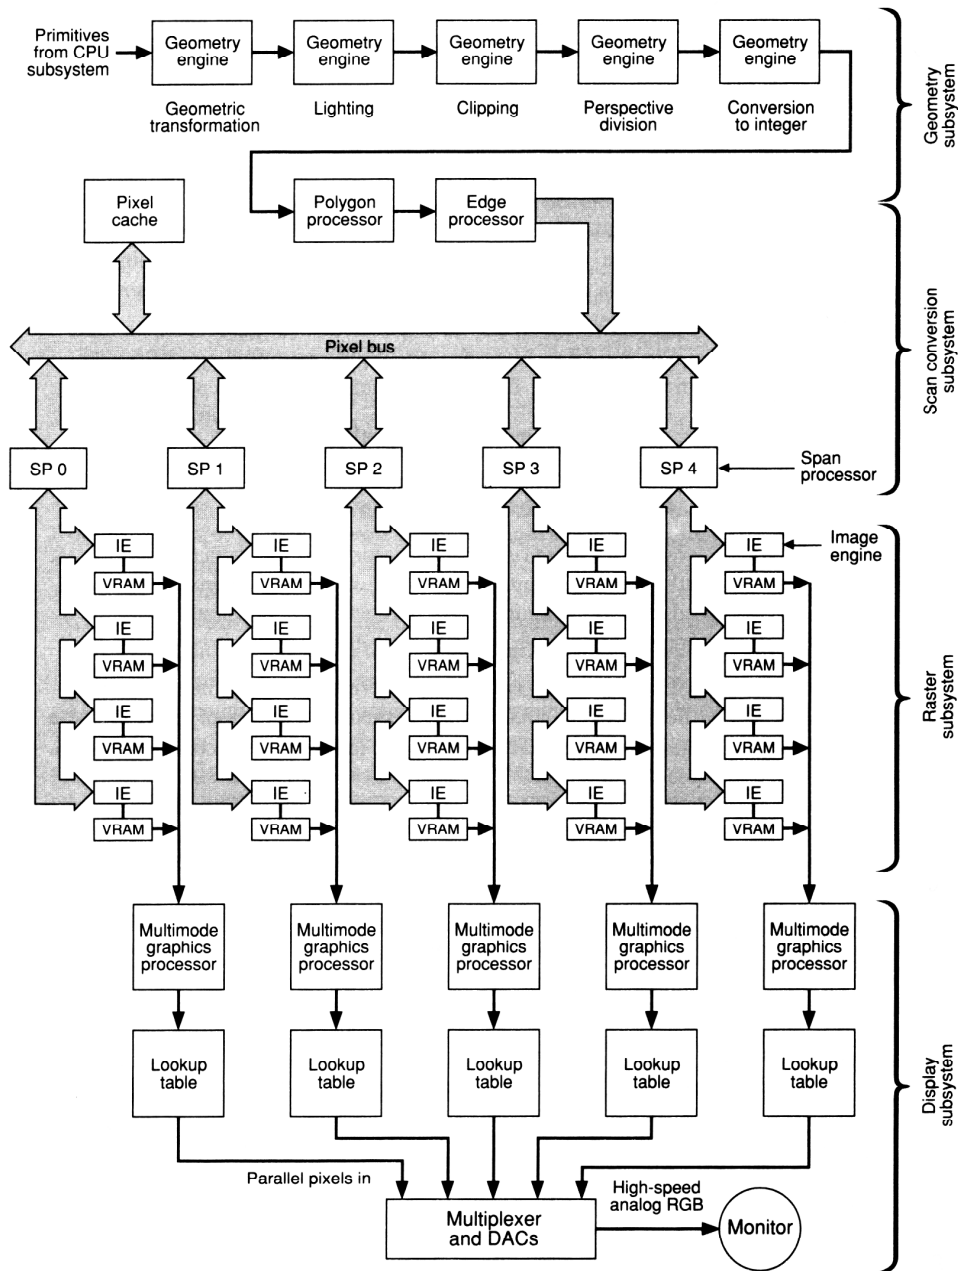 Primitives
from CPU
subsystem
Geometry
engine
Geometry
engine
Geometry
engine
Geometry
engine
Geometry
engine
Geometric
transformation
Lighting
Clipping
Perspective
division
Conversion
to integer
Geometry
subsystem
Pixel
cache
Polygon
processor
Edge
processor
Pixel bus
Scan conversion
subsystem
SP 0
SP 1
SP 2
SP 3
SP 4
Span
processor
IE
IE
IE
IE
IE
Image
engine
VRAM
VRAM
VRAM
VRAM
VRAM
IE
IE
IE
IE
IE
VRAM
VRAM
VRAM
VRAM
VRAM
Raster
subsystem
IE
IE
IE
IE
IE
VRAM
VRAM
VRAM
VRAM
VRAM
IE
IE
IE
IE
IE
VRAM
VRAM
VRAM
VRAM
VRAM
Multimode
graphics
processor
Multimode
graphics
processor
Multimode
graphics
processor
Multimode
graphics
processor
Multimode
graphics
processor
Lookup
table
Lookup
table
Lookup
table
Lookup
table
Lookup
table
Display
subsystem
Parallel pixels in
High-speed
analog RGB
Multiplexer
and DACs
Monitor